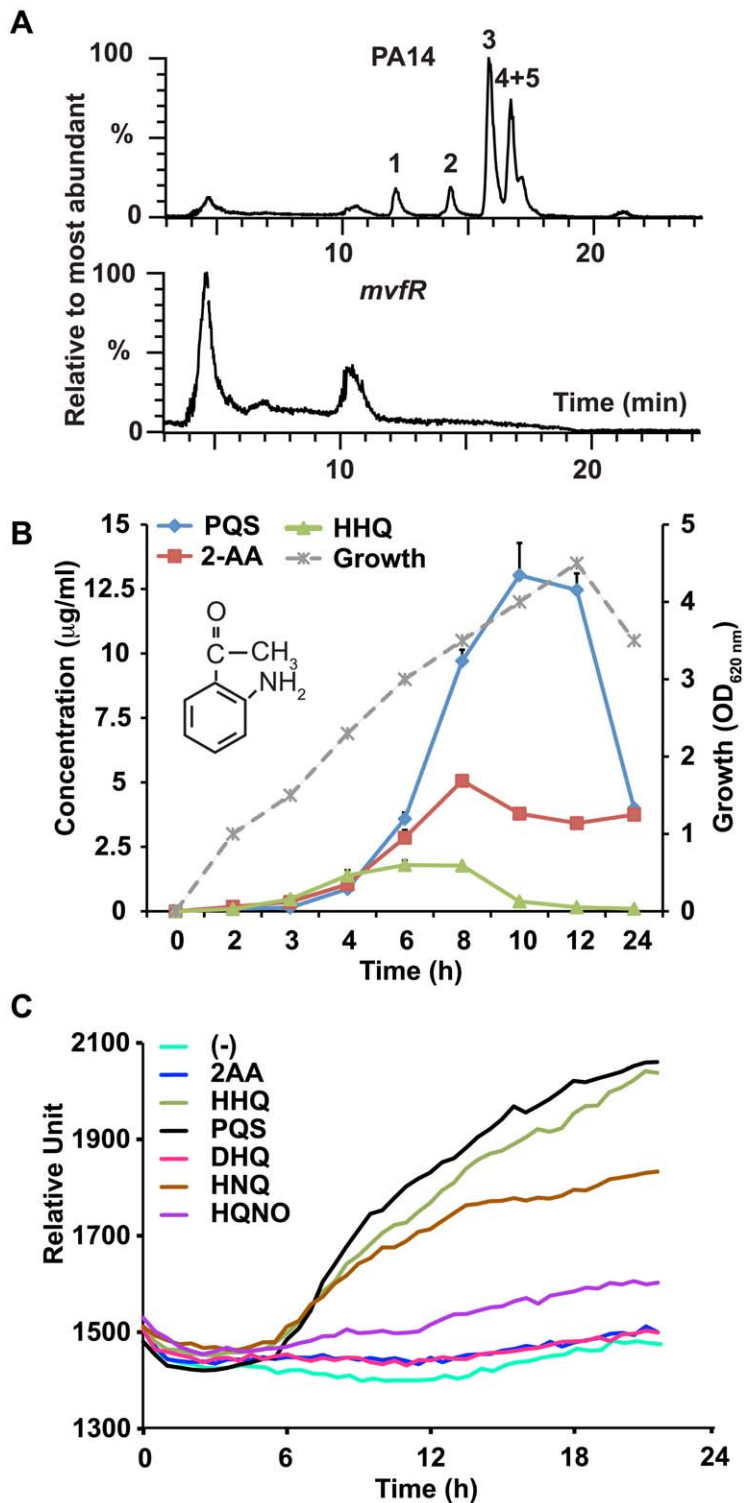 A
PA14
3
4+5
1
2
100
%
0
10
20
Relative to most abundant
mvfR
100
%
0
Time (min)
10
20
B
PQS
HHQ
2-AA
Growth
15
12.5
10
7.5
5
2.5
0
Concentration (µg/ml)
O
C
CH3
NH2
5
4
3
2
1
0
Growth (OD620 nm)
0 2 3 4 6 8 10 12 24
Time (h)
C
(-)
2AA
HHQ
PQS
DHQ
HNQ
HQNO
2100
1900
1700
1500
1300
Relative Unit
0 6 12 18 24
Time (h)